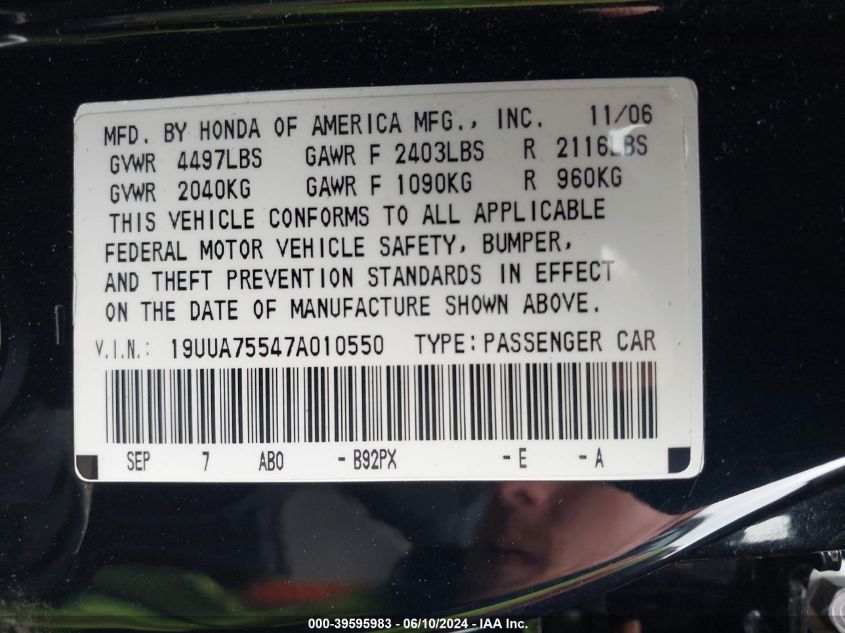 MFD. BY HONDA OF AMERICA MFG., INC. 11/06
GVWR 4497LBS GAWR F 2403LBS R 2116LBS
GVWR 2040KG GAWR F 1090KG R 960KG
THIS VEHICLE CONFORMS TO ALL APPLICABLE
FEDERAL MOTOR VEHICLE SAFETY, BUMPER,
AND THEFT PREVENTION STANDARDS IN EFFECT
ON THE DATE OF MANUFACTURE SHOWN ABOVE.
V.I.N.: 19UUA75547A010550 TYPE: PASSENGER CAR
SEP 7 AB0 - B92PX - E - A
000-39595983 - 06/10/2024 - IAA Inc.